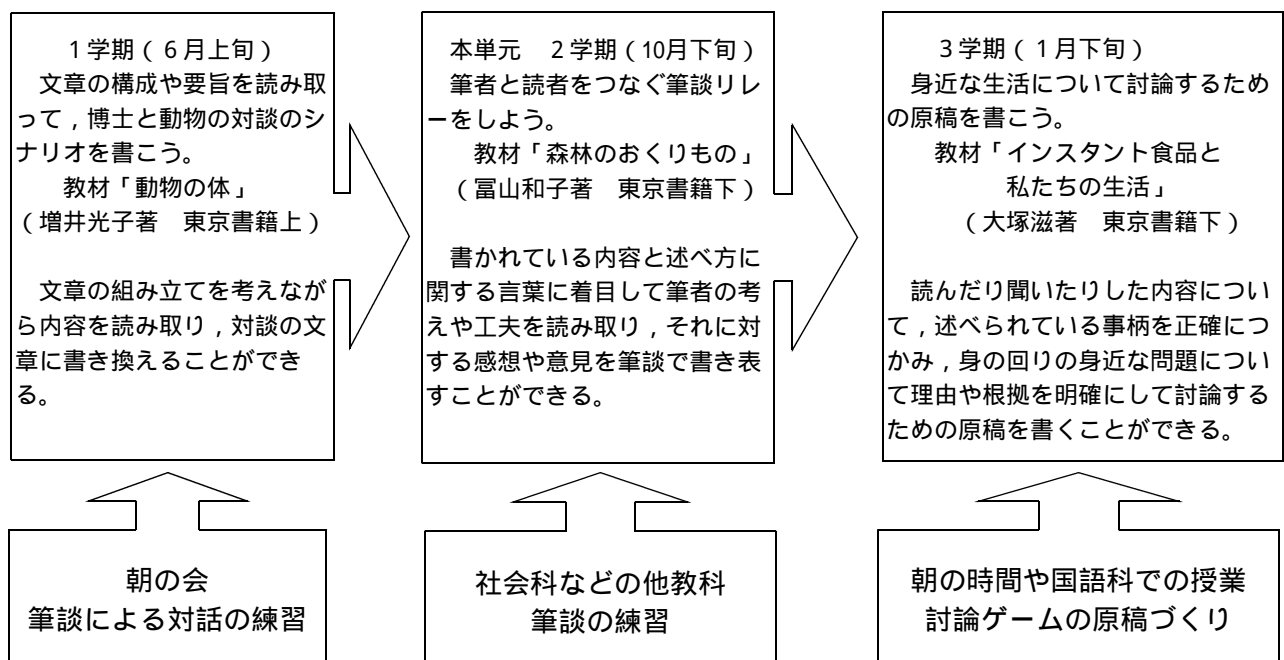 1学期(6月上旬)
文章の構成や要旨を読み取
って,博士と動物の対談のシ
ナリオを書こう。
教材「動物の体」
(増井光子著 東京書籍上)
文章の組み立てを考えなが
ら内容を読み取り,対談の文
章に書き換えることができ
る。
本単元 2学期(10月下旬)
筆者と読者をつなぐ筆談リレ
ーをしよう。
教材「森林のおくりもの」
(冨山和子著 東京書籍下)
書かれている内容と述べ方に
関する言葉に着目して筆者の考
えや工夫を読み取り,それに対
する感想や意見を筆談で書き表
すことができる。
3学期(1月下旬)
身近な生活について討論するため
の原稿を書こう。
教材「インスタント食品と
私たちの生活」
(大塚滋著 東京書籍下)
読んだり聞いたりした内容につい
て,述べられている事柄を正確につ
かみ,身の回りの身近な問題につい
て理由や根拠を明確にして討論する
ための原稿を書くことができる。
朝の会
筆談による対話の練習
社会科などの他教科
筆談の練習
朝の時間や国語科での授業
討論ゲームの原稿づくり